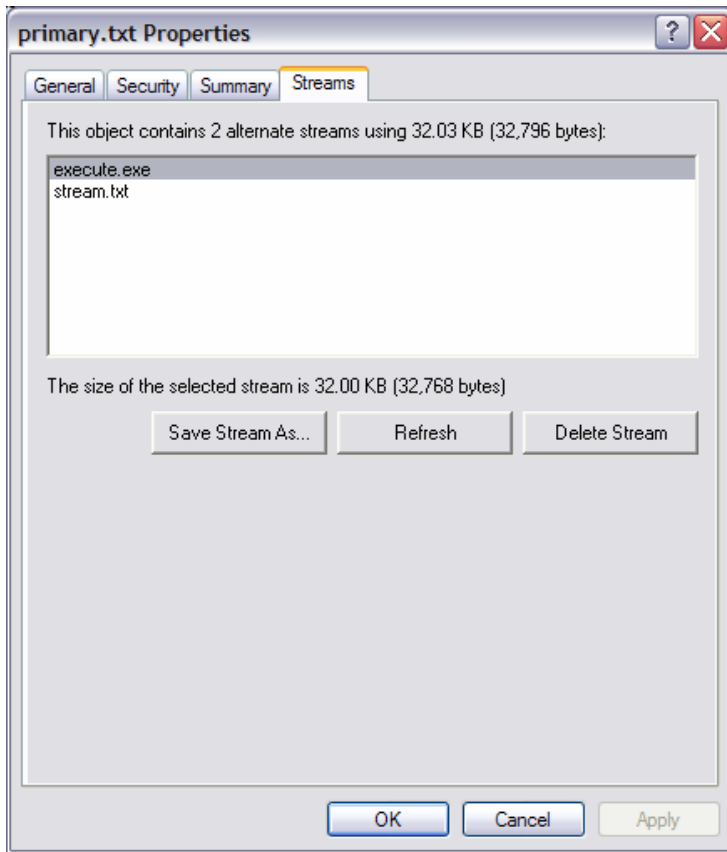 primary.txt Properties
?
General Security Summary Streams
This object contains 2 alternate streams using 32.03 KB (32,796 bytes):
execute.exe
stream.txt
The size of the selected stream is 32.00 KB (32,768 bytes)
Save Stream As... Refresh Delete Stream
OK Cancel Apply